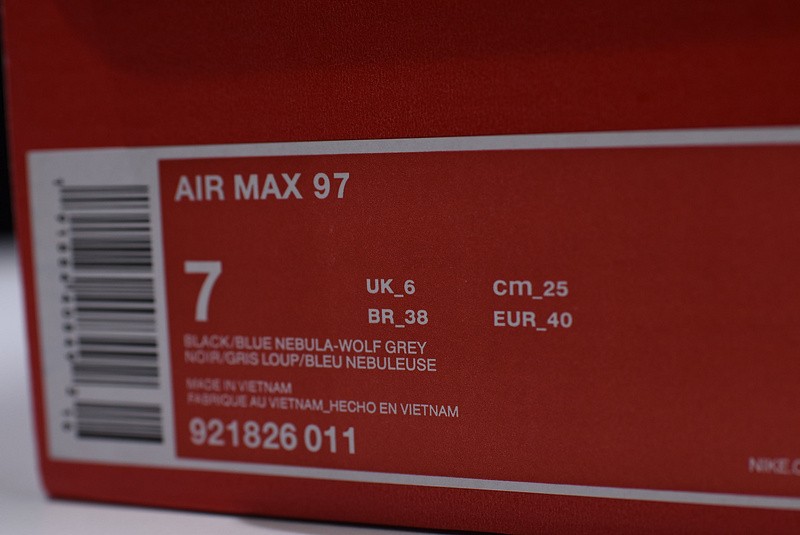 AIR MAX 97
7
UK_6 cm_25
BR_38 EUR_40
BLACK/BLUE NEBULA-WOLF GREY
NOIR/GRIS LOUP/BLEU NEBULEUSE
MADE IN VIETNAM
FABRIQUE AU VIETNAM_HECHO EN VIETNAM
921826 011